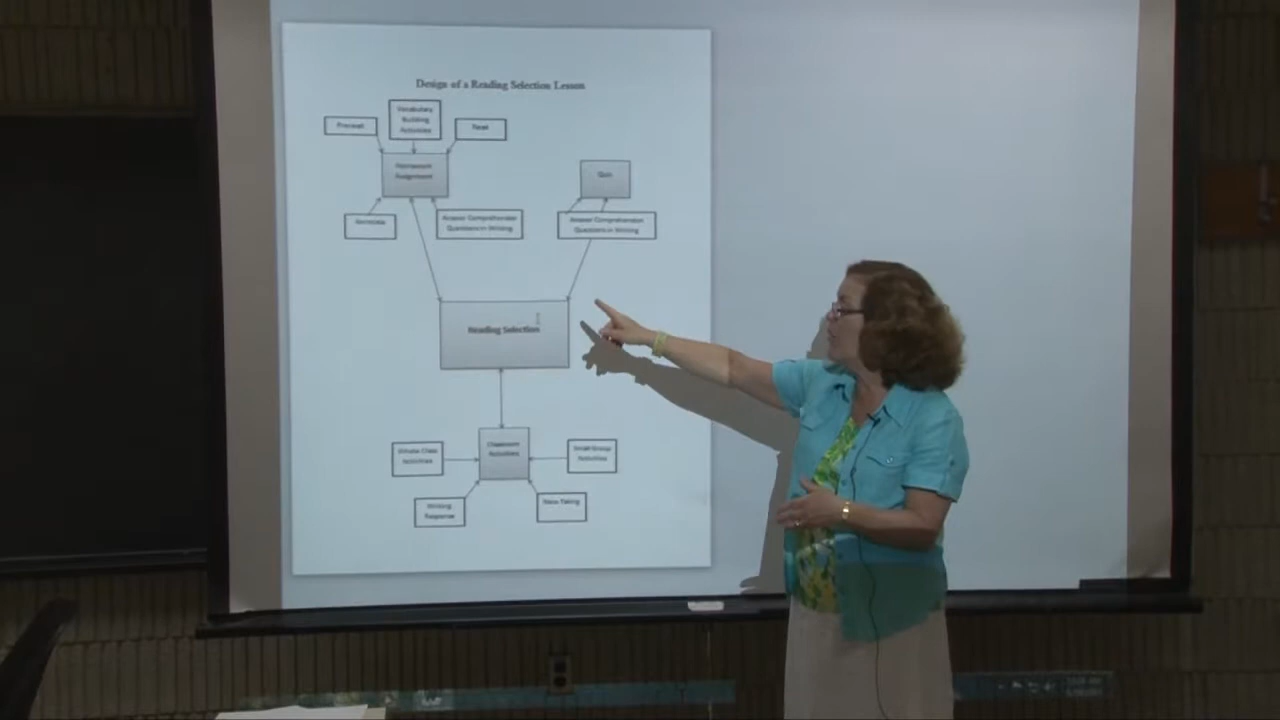 Design of a Reading Selection Lesson
Vocabulary
Building
Activities
Preread
Read
Homework
Assignment
Quiz
Annotate
Answer Comprehension
Questions in Writing
Answer Comprehension
Questions in Writing
Reading Selection
Classroom
Activities
Whole Class
Activities
Small Group
Activities
Writing
Response
Note Taking